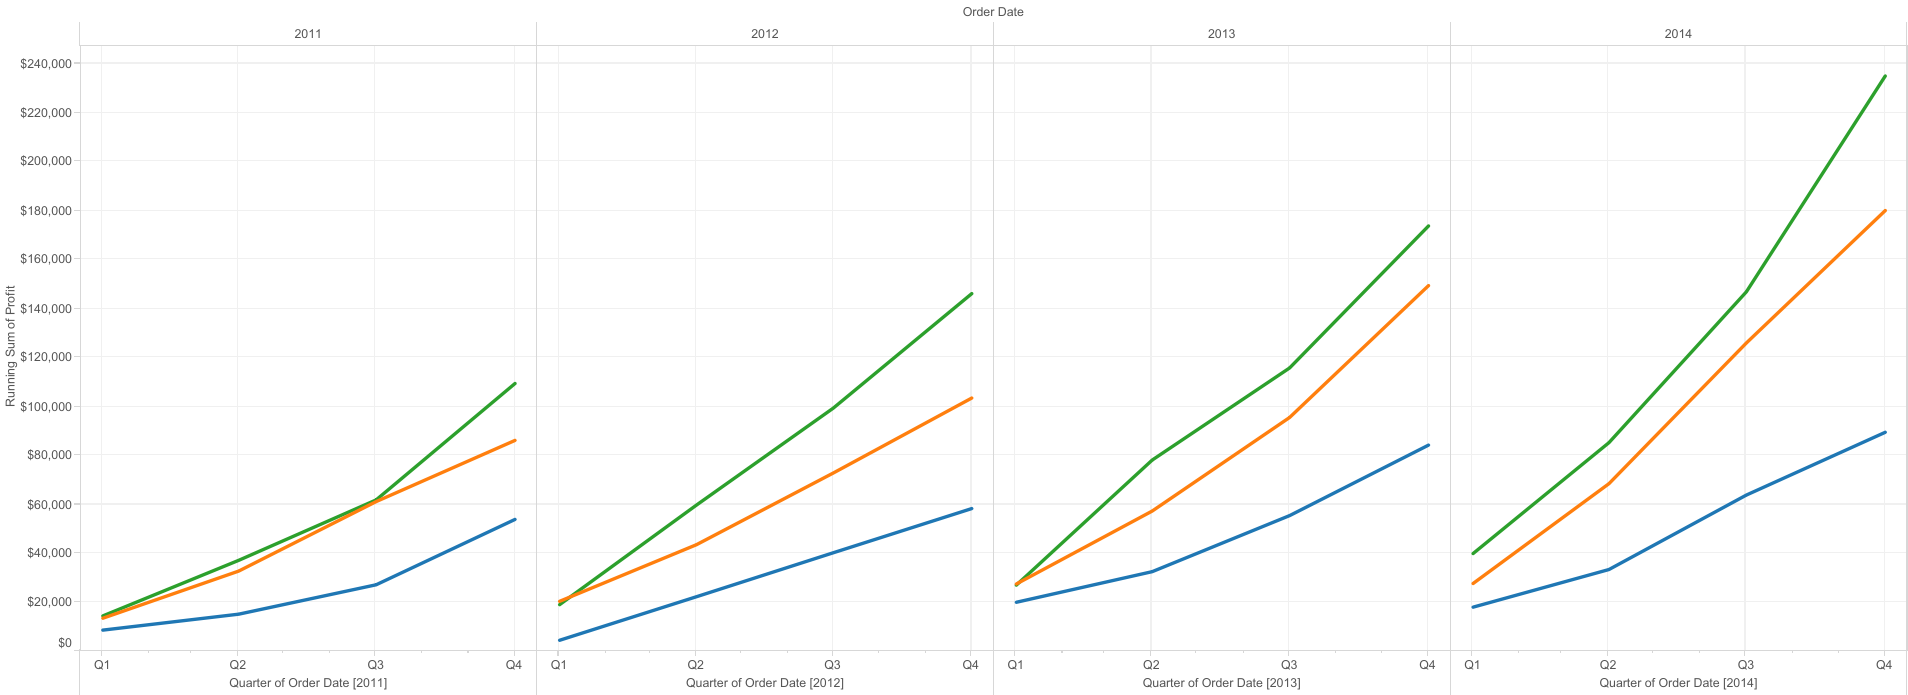 Order Date
2011 2012 2013 2014
$240,000
$220,000
$200,000
$180,000
$160,000
$140,000
$120,000
$100,000
$80,000
$60,000
$40,000
$20,000
$0
Running Sum of Profit
Q1 Q2 Q3 Q4 Q1 Q2 Q3 Q4 Q1 Q2 Q3 Q4 Q1 Q2 Q3 Q4
Quarter of Order Date [2011] Quarter of Order Date [2012] Quarter of Order Date [2013] Quarter of Order Date [2014]